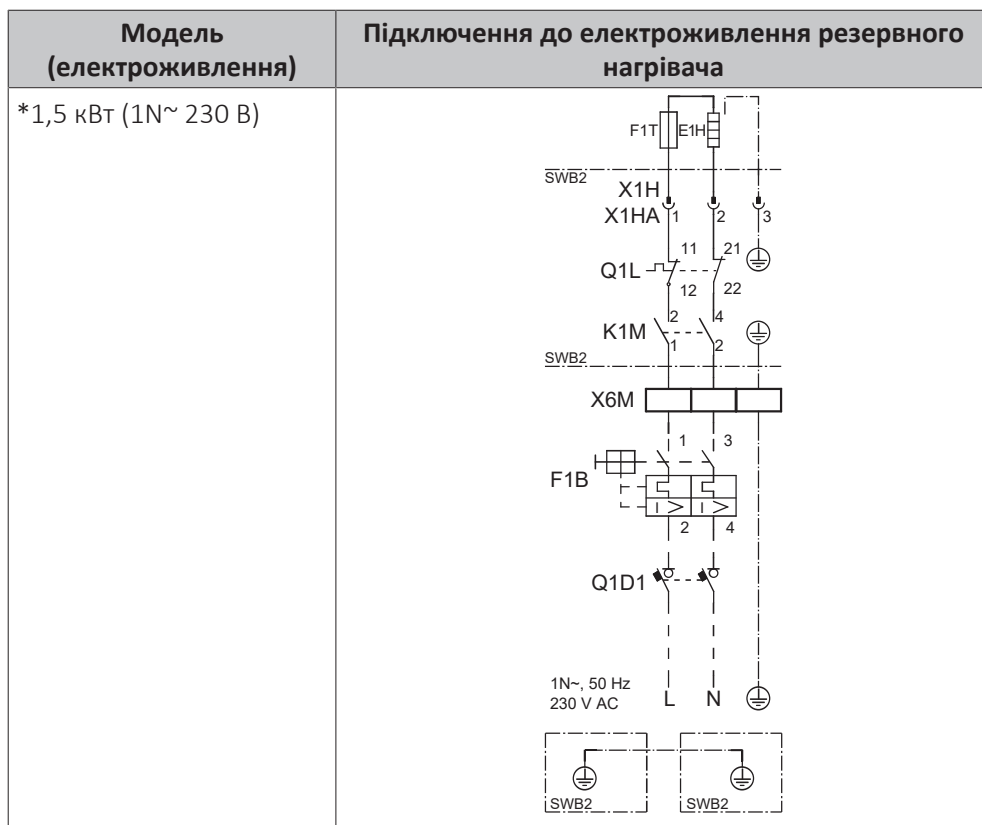 Модель
(електроживлення)
Підключення до електроживлення резервного
нагрівача
*1,5 кВт (1N~ 230 В)
F1T E1H
SWB2
X1H
X1HA 1 2 3
11 21
Q1L
12 22
2 4
K1M
1 2
SWB2
X6M
1 3
F1B
2 4
Q1D1
1N~, 50 Hz
230 V AC
L N
SWB2 SWB2